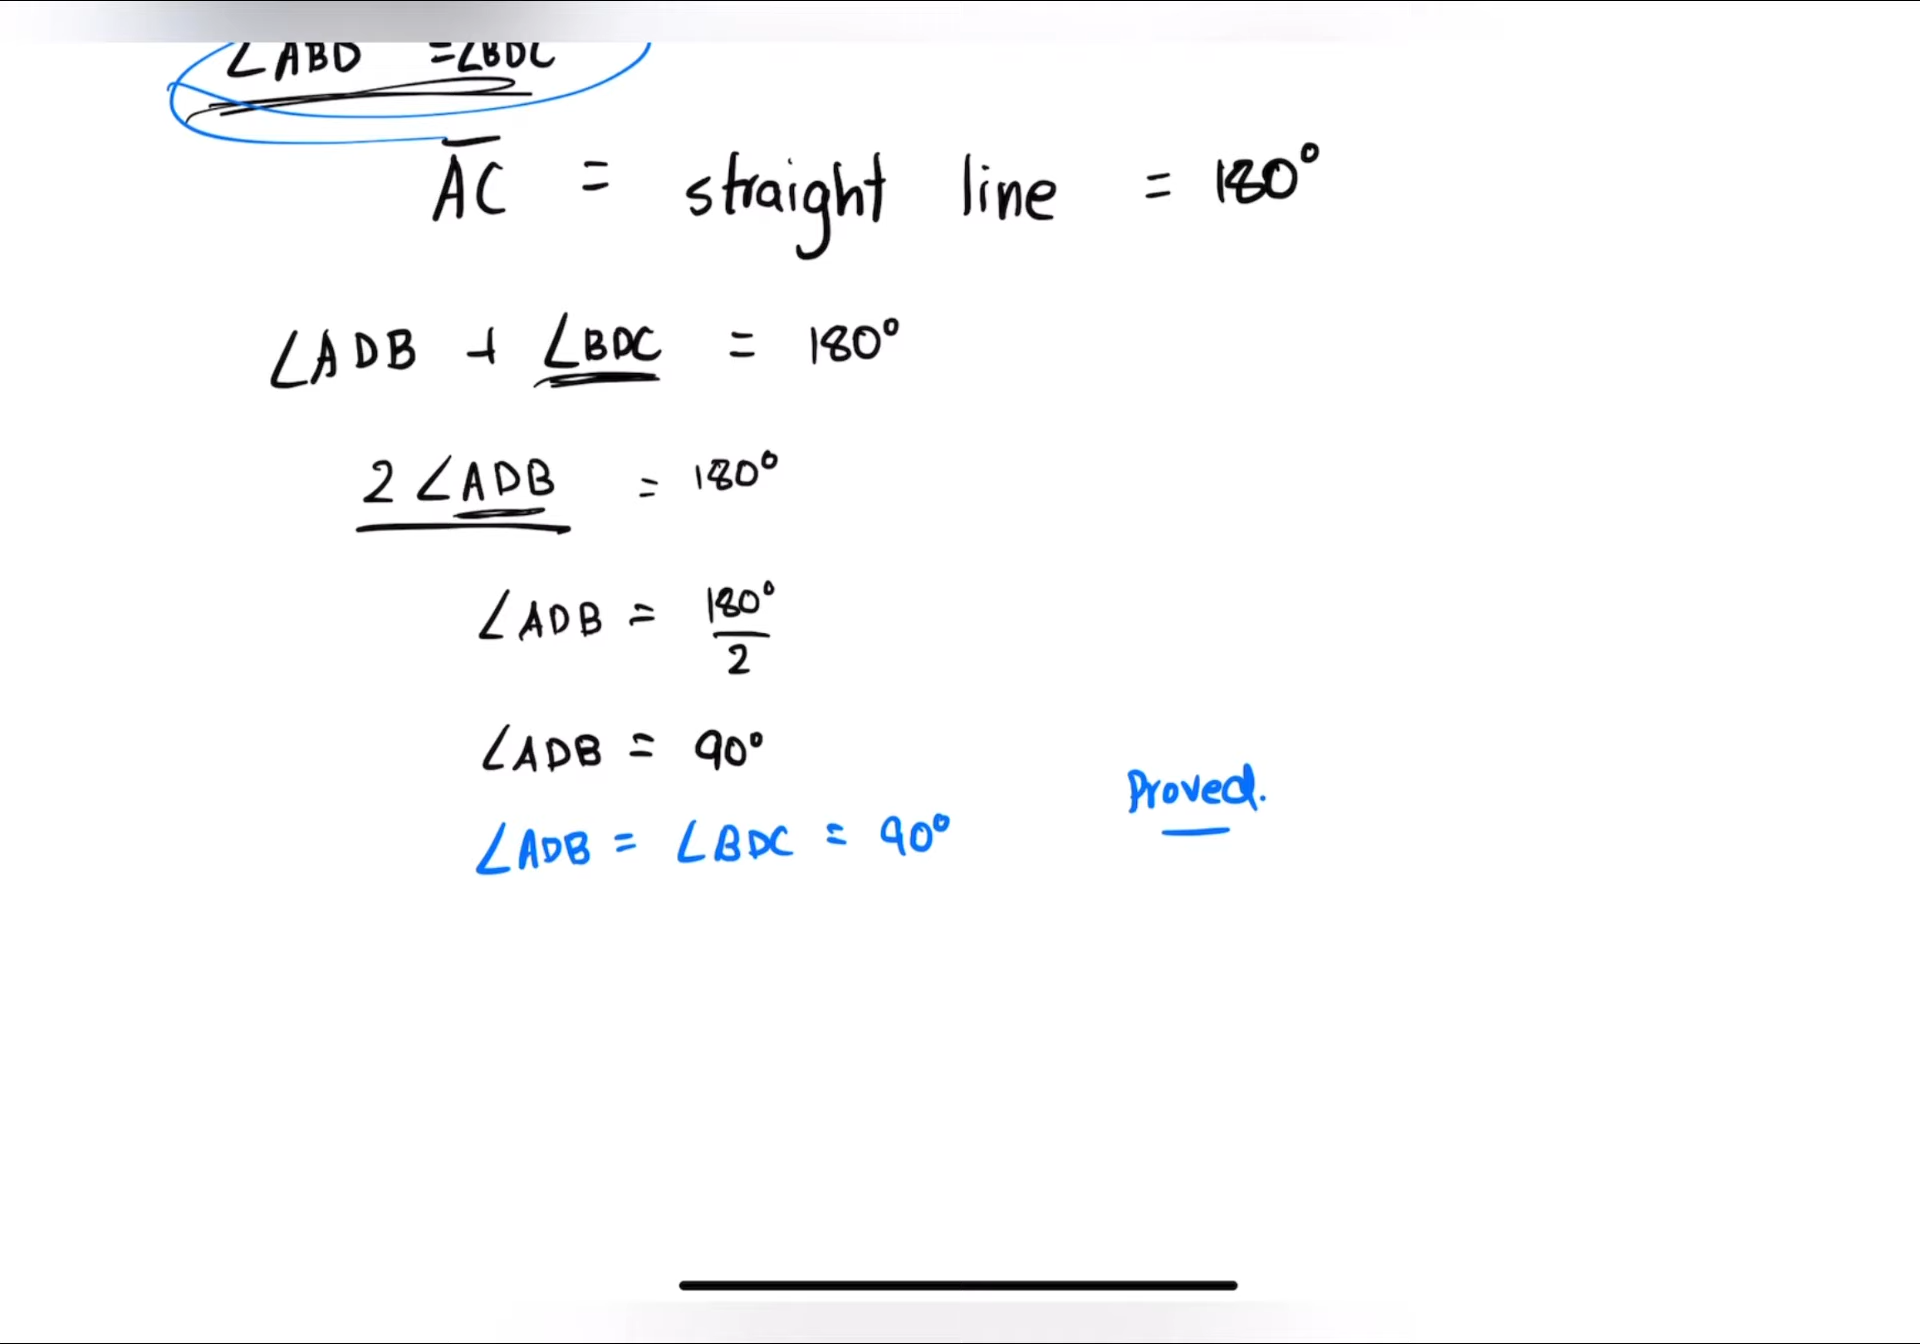 ∠ABD = ∠BDC
AC = straight line = 180°
∠ADB + ∠BDC = 180°
2 ∠ADB = 180°
∠ADB = 180°/2
∠ADB = 90°
Proved.
∠ADB = ∠BDC = 90°